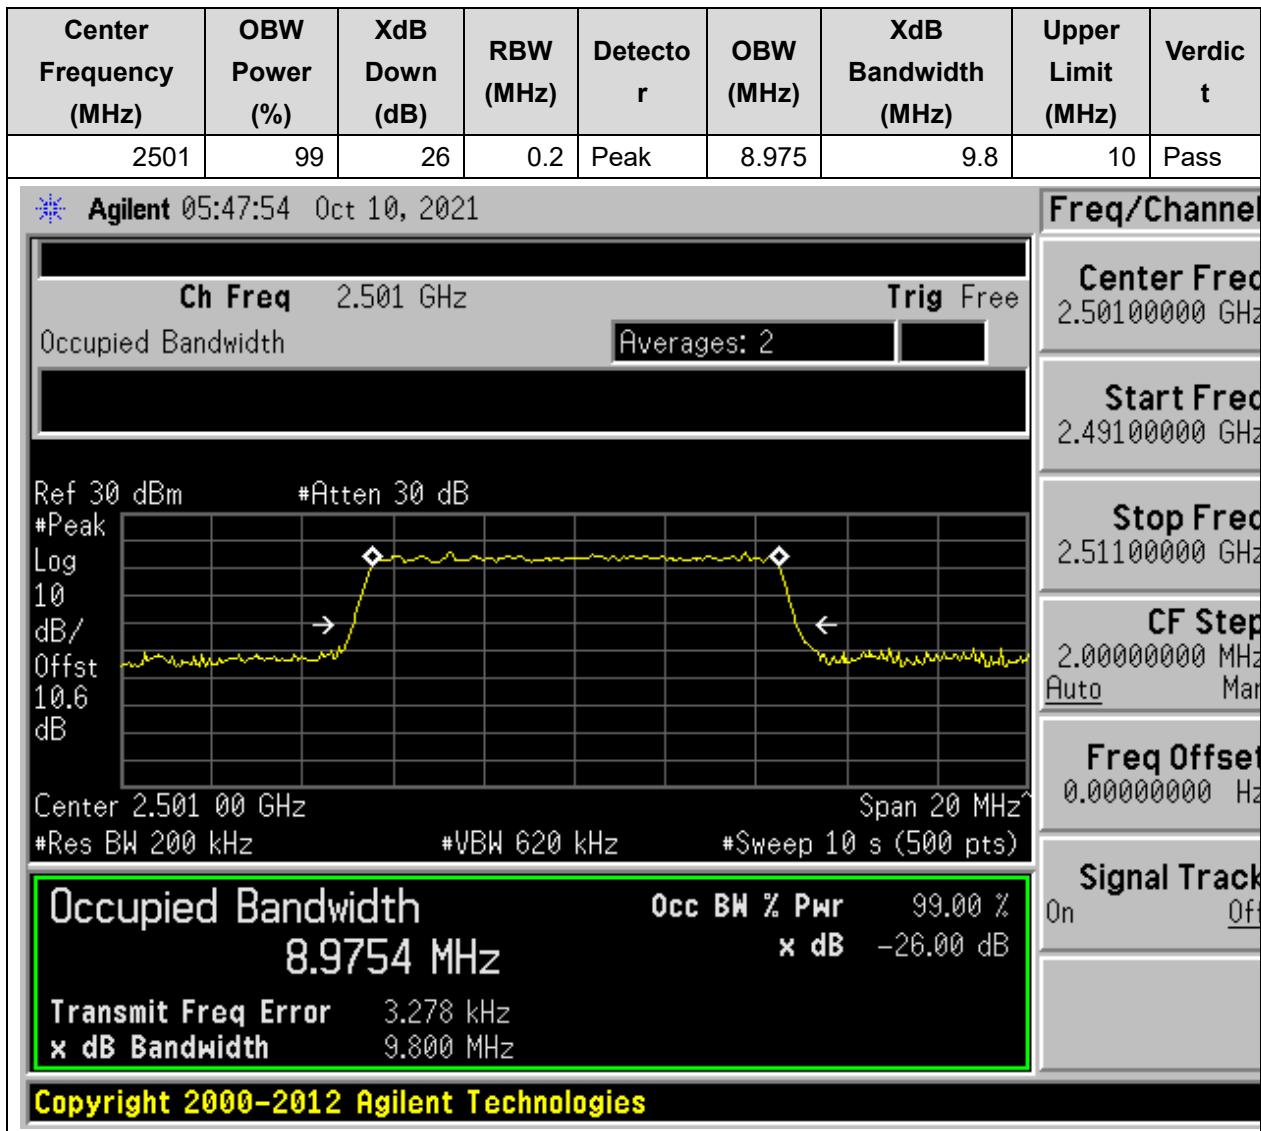 Center Frequency (MHz) OBW Power (%) XdB Down (dB) RBW (MHz) Detector OBW (MHz) XdB Bandwidth (MHz) Upper Limit (MHz) Verdict
2501 99 26 0.2 Peak 8.975 9.8 10 Pass
Agilent 05:47:54 Oct 10, 2021
Freq/Channel
Ch Freq 2.501 GHz Trig Free
Occupied Bandwidth Averages: 2
Center Freq
2.50100000 GHz
Start Freq
2.49100000 GHz
Stop Freq
2.51100000 GHz
CF Step
2.00000000 MHz
Auto Man
Freq Offset
0.00000000 Hz
Signal Track
On Off
Ref 30 dBm #Atten 30 dB
#Peak
Log
10
dB/
Offst
10.6
dB
Center 2.501 00 GHz Span 20 MHz^
#Res BW 200 kHz #VBW 620 kHz #Sweep 10 s (500 pts)
Occupied Bandwidth
8.9754 MHz
Occ BW % Pwr 99.00 %
x dB -26.00 dB
Transmit Freq Error 3.278 kHz
x dB Bandwidth 9.800 MHz
Copyright 2000-2012 Agilent Technologies